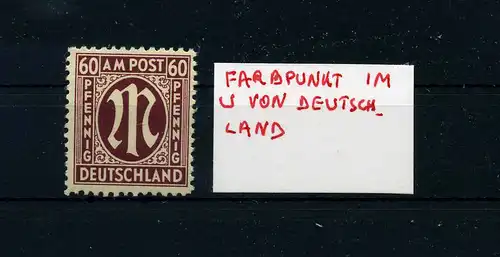 60 AM POST 60
PFENNIG
M
PFENNIG
DEUTSCHLAND
FARBPUNKT IM
U VON DEUTSCH_
LAND